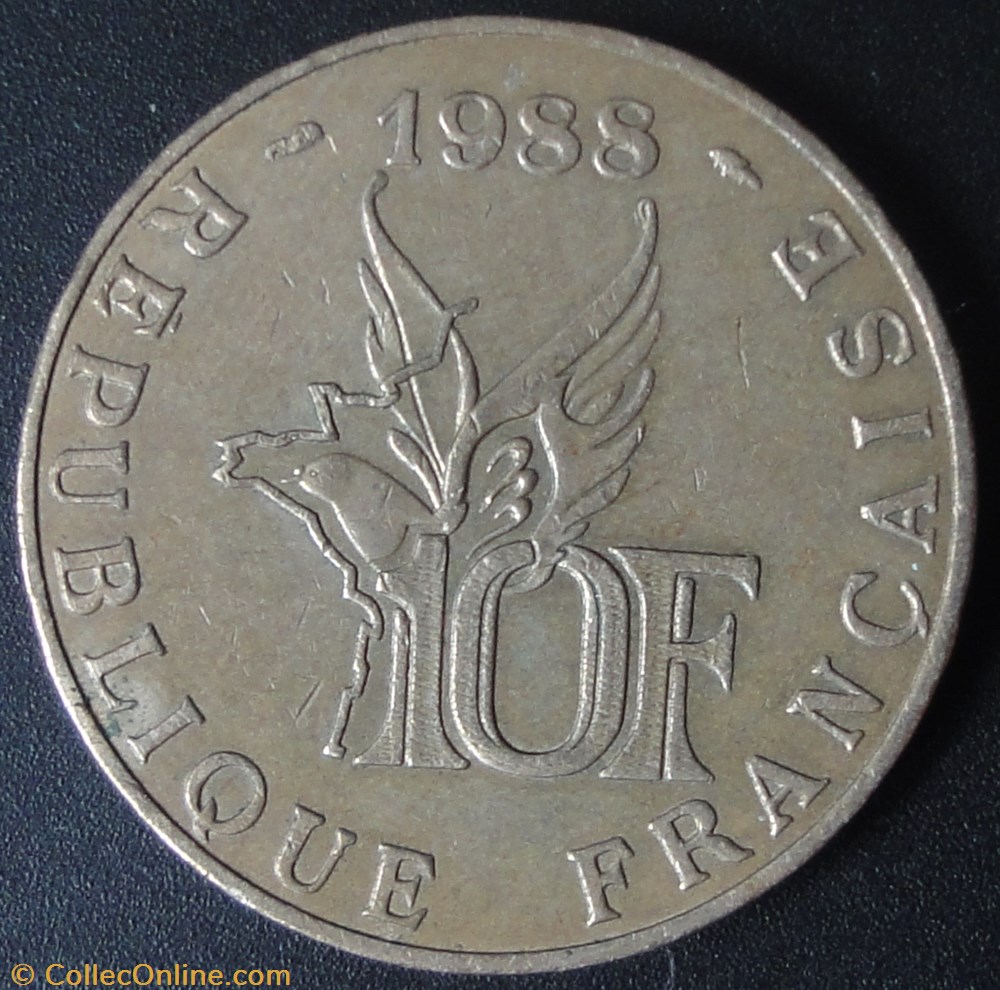 1988
RÉPUBLIQUE FRANÇAISE
10F
© CollecOnline.com